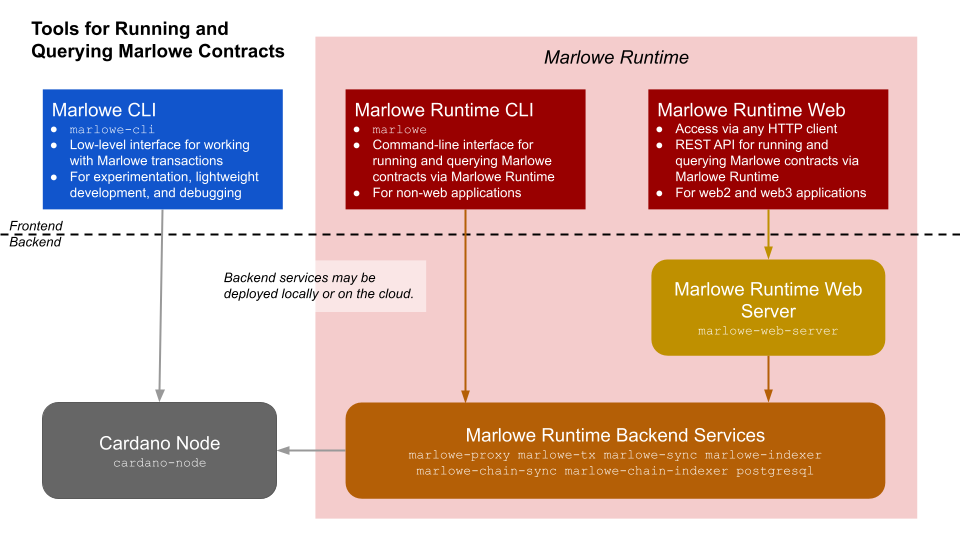 Tools for Running and
Querying Marlowe Contracts
Marlowe Runtime
Marlowe CLI
● marlowe-cli
● Low-level interface for working
with Marlowe transactions
● For experimentation, lightweight
development, and debugging
Marlowe Runtime CLI
● marlowe
● Command-line interface for
running and querying Marlowe
contracts via Marlowe Runtime
● For non-web applications
Marlowe Runtime Web
● Access via any HTTP client
● REST API for running and
querying Marlowe contracts via
Marlowe Runtime
● For web2 and web3 applications
Frontend
Backend
Backend services may be
deployed locally or on the cloud.
Marlowe Runtime Web
Server
marlowe-web-server
Cardano Node
cardano-node
Marlowe Runtime Backend Services
marlowe-proxy marlowe-tx marlowe-sync marlowe-indexer
marlowe-chain-sync marlowe-chain-indexer postgresql